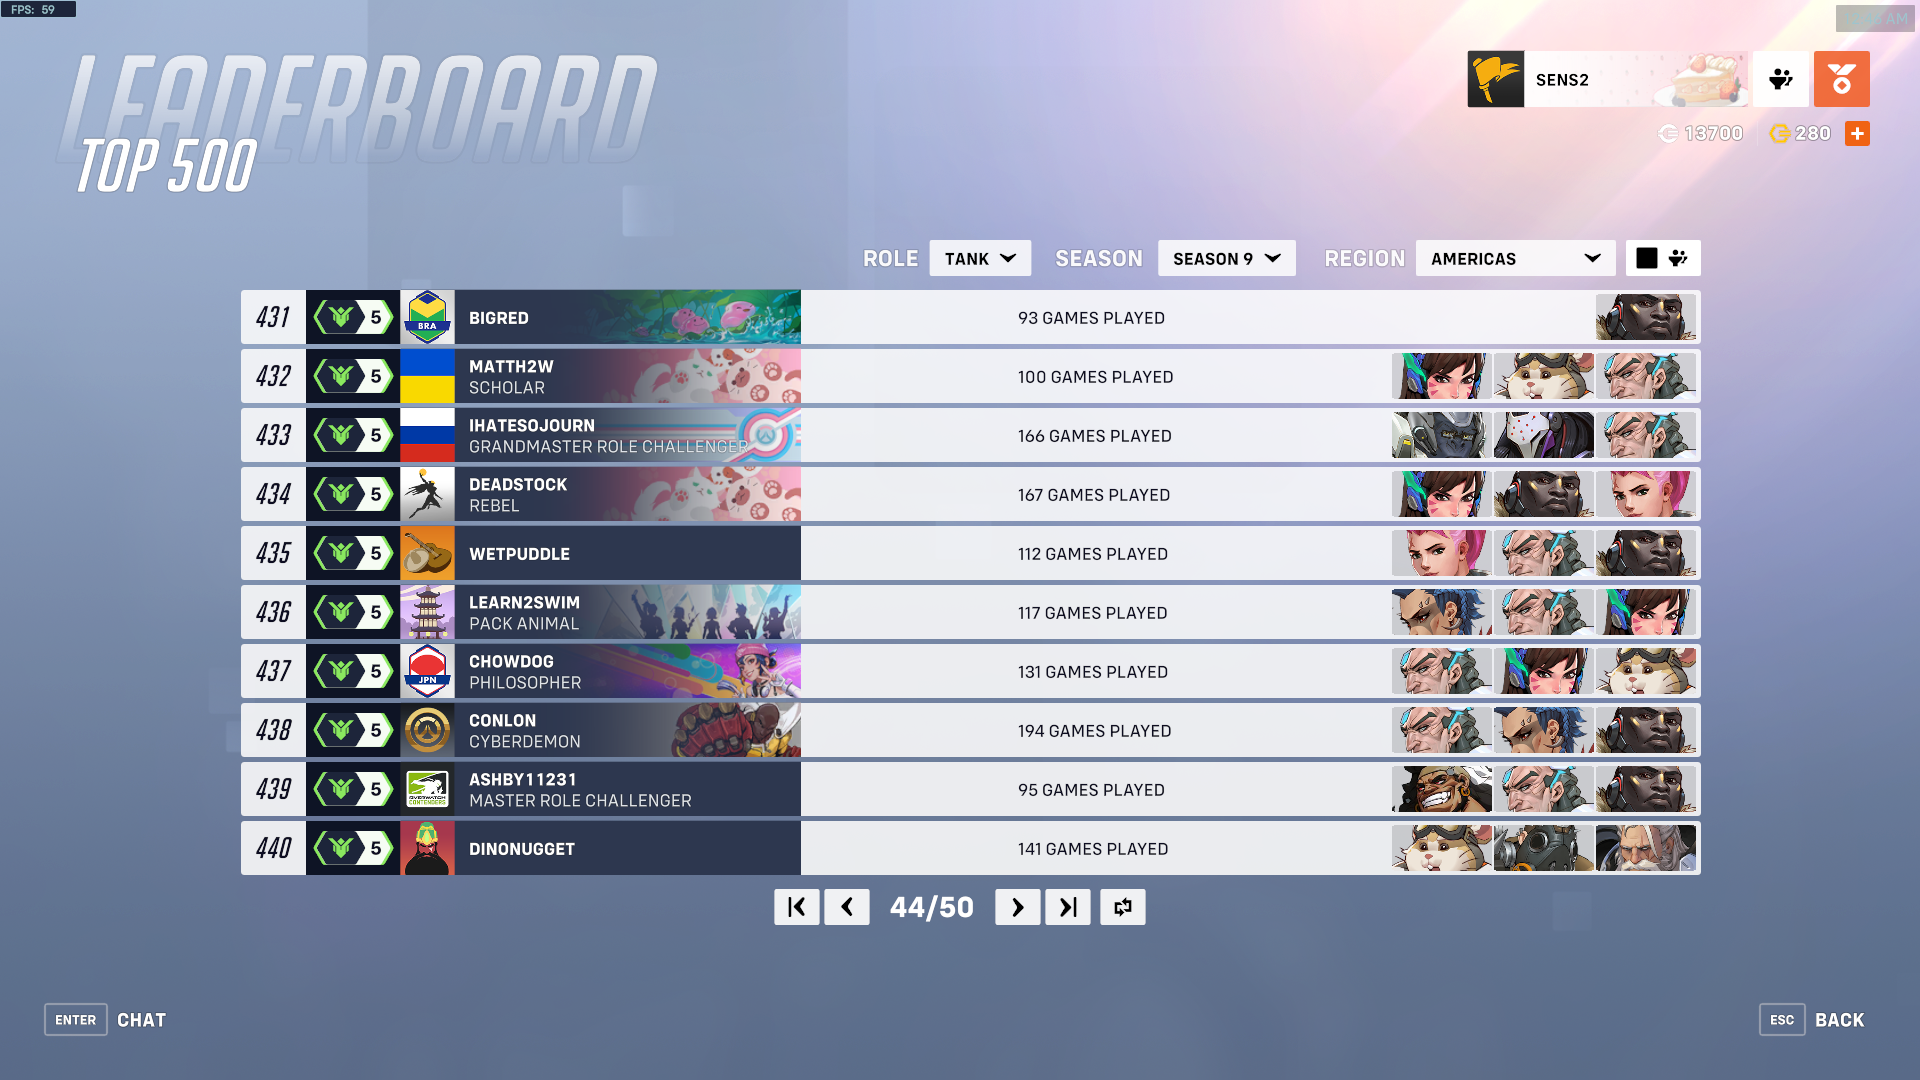 FPS: 59
LEADERBOARD
TOP 500
SENS2
13700
280
ROLE TANK SEASON SEASON 9 REGION AMERICAS
431 5 BRA BIGRED 93 GAMES PLAYED
432 5 MATTH2W 100 GAMES PLAYED
SCHOLAR
433 5 IHATESOJOURN 166 GAMES PLAYED
GRANDMASTER ROLE CHALLENGER
434 5 DEADSTOCK 167 GAMES PLAYED
REBEL
435 5 WETPUDDLE 112 GAMES PLAYED
436 5 LEARN2SWIM 117 GAMES PLAYED
PACK ANIMAL
437 5 JPN CHOWDOG 131 GAMES PLAYED
PHILOSOPHER
438 5 CONLON 194 GAMES PLAYED
CYBERDEMON
439 5 OVERWATCH CONTENDERS ASHBY11231 95 GAMES PLAYED
MASTER ROLE CHALLENGER
440 5 DINONUGGET 141 GAMES PLAYED
44/50
ENTER CHAT
ESC BACK